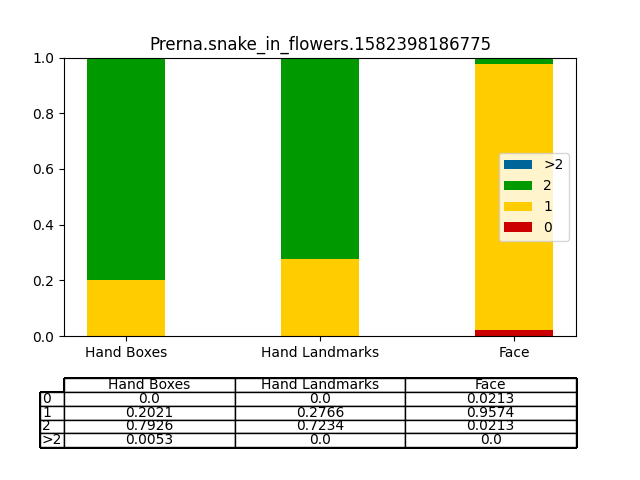 Prerna.snake_in_flowers.1582398186775
1.0
0.8
0.6
0.4
0.2
0.0
>2
2
1
0
Hand Boxes Hand Landmarks Face
Hand Boxes Hand Landmarks Face
0 0.0 0.0 0.0213
1 0.2021 0.2766 0.9574
2 0.7926 0.7234 0.0213
>2 0.0053 0.0 0.0